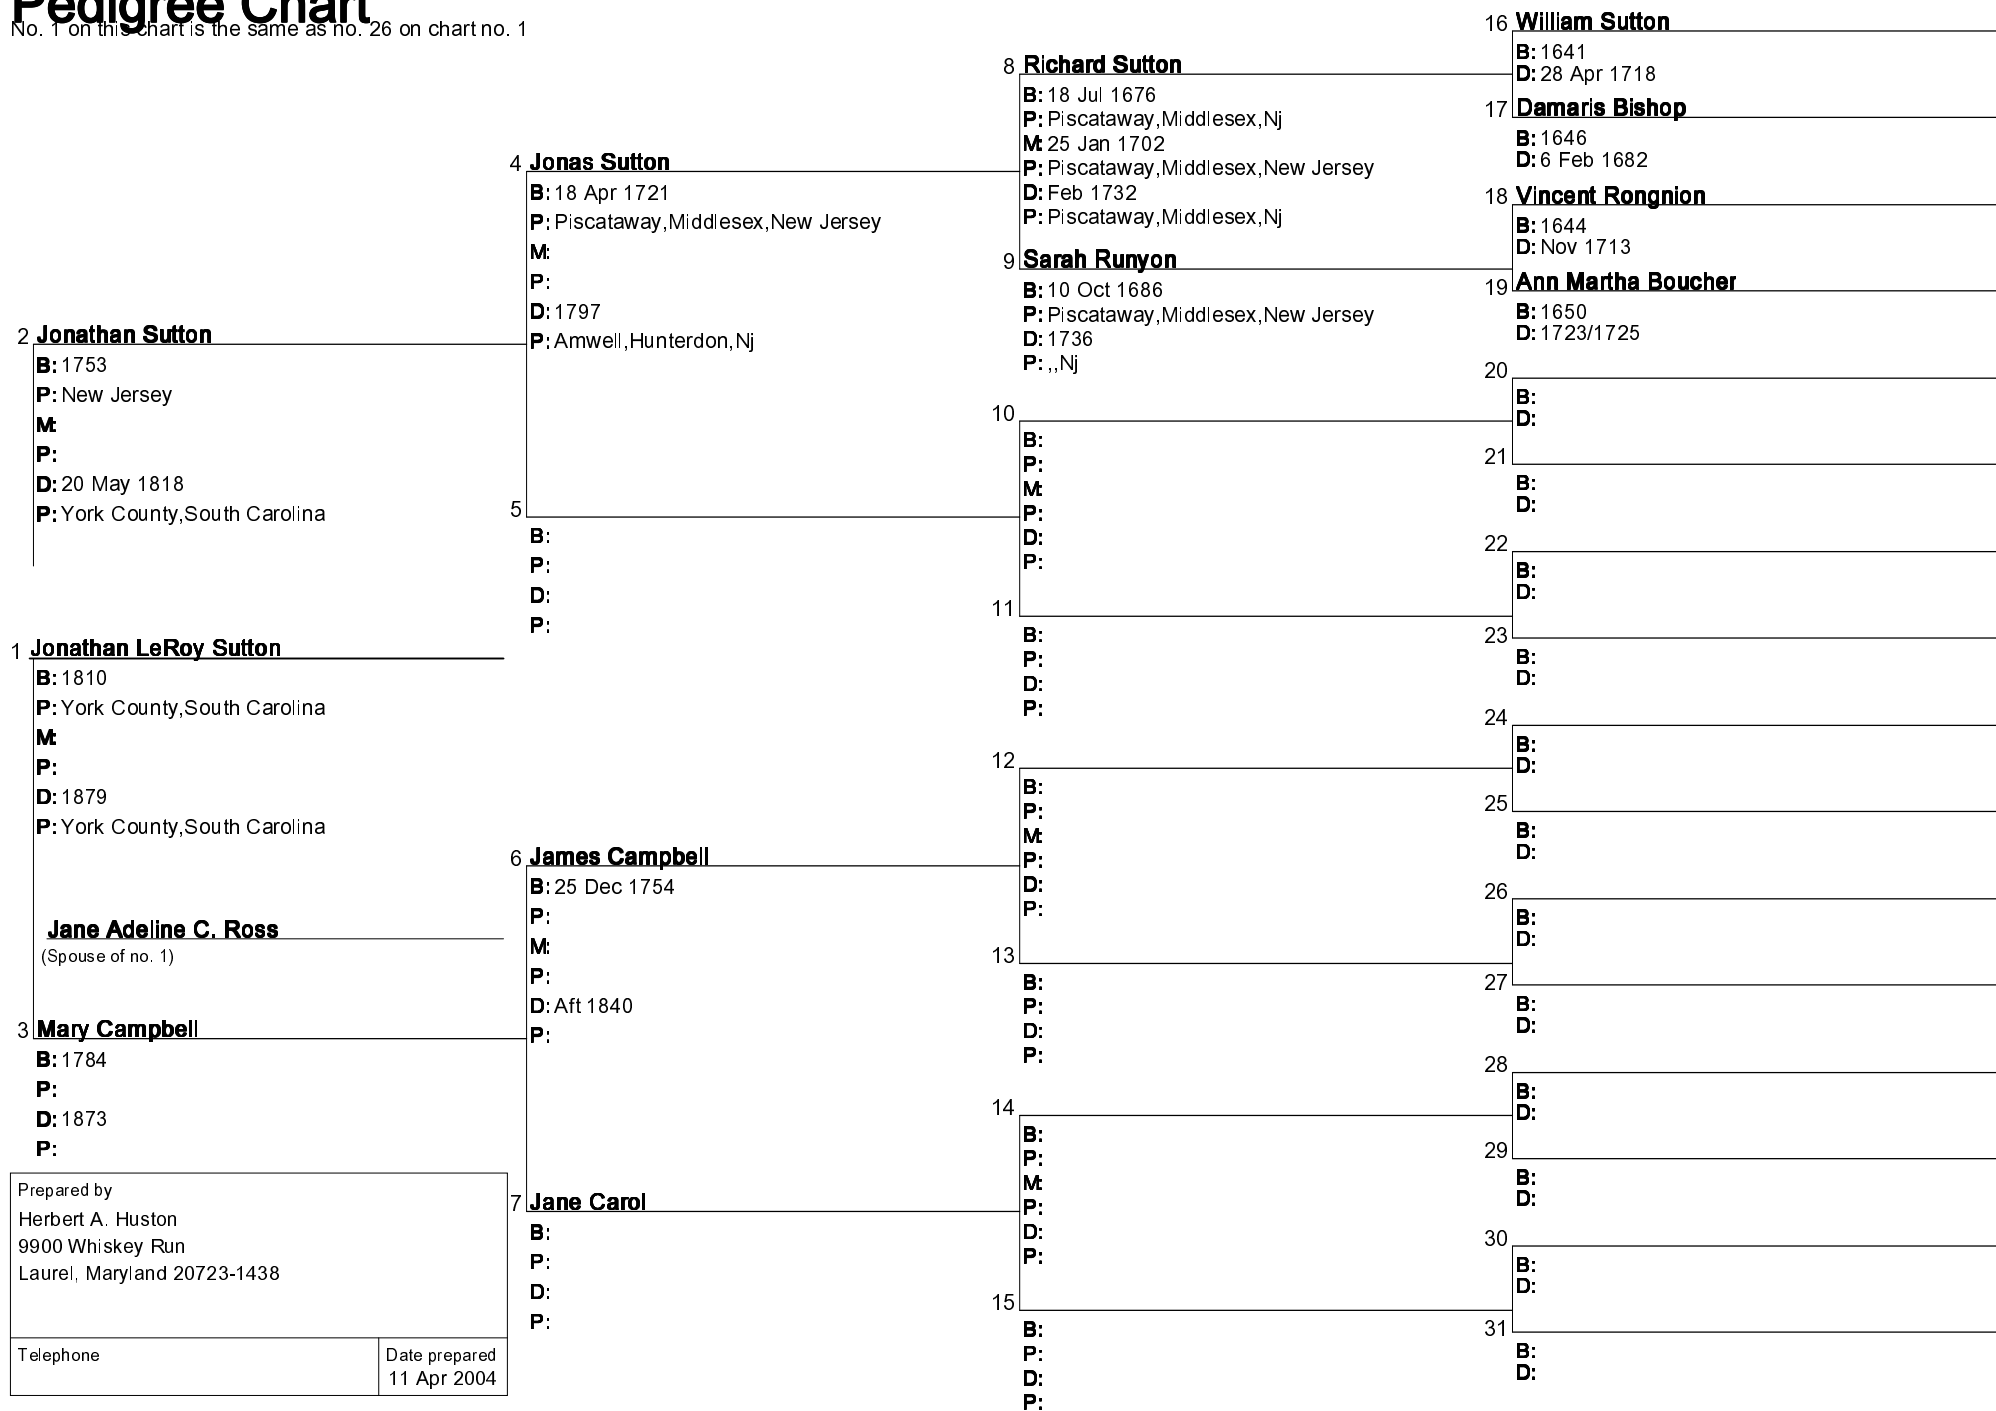 Pedigree Chart
No. 1 on this chart is the same as no. 26 on chart no. 1
2 Jonathan Sutton
B: 1753
P: New Jersey
M:
P:
D: 20 May 1818
P: York County,South Carolina
1 Jonathan LeRoy Sutton
B: 1810
P: York County,South Carolina
M:
P:
D: 1879
P: York County,South Carolina
Jane Adeline C. Ross
(Spouse of no. 1)
3 Mary Campbell
B: 1784
P:
D: 1873
P:
Prepared by
Herbert A. Huston
9900 Whiskey Run
Laurel, Maryland 20723-1438
Telephone
Date prepared
11 Apr 2004
4 Jonas Sutton
B: 18 Apr 1721
P: Piscataway,Middlesex,New Jersey
M:
P:
D: 1797
P: Amwell,Hunterdon,Nj
5
B:
P:
D:
P:
6 James Campbell
B: 25 Dec 1754
P:
M:
P:
D: Aft 1840
P:
7 Jane Carol
B:
P:
D:
P:
8 Richard Sutton
B: 18 Jul 1676
P: Piscataway,Middlesex,Nj
M: 25 Jan 1702
P: Piscataway,Middlesex,New Jersey
D: Feb 1732
P: Piscataway,Middlesex,Nj
9 Sarah Runyon
B: 10 Oct 1686
P: Piscataway,Middlesex,New Jersey
D: 1736
P: ,,Nj
10
B:
P:
M:
P:
D:
P:
11
B:
P:
D:
P:
12
B:
P:
M:
P:
D:
P:
13
B:
P:
D:
P:
14
B:
P:
M:
P:
D:
P:
15
B:
P:
D:
P:
16 William Sutton
B: 1641
D: 28 Apr 1718
17 Damaris Bishop
B: 1646
D: 6 Feb 1682
18 Vincent Rongnion
B: 1644
D: Nov 1713
19 Ann Martha Boucher
B: 1650
D: 1723/1725
20
B:
D:
21
B:
D:
22
B:
D:
23
B:
D:
24
B:
D:
25
B:
D:
26
B:
D:
27
B:
D:
28
B:
D:
29
B:
D:
30
B:
D:
31
B:
D: